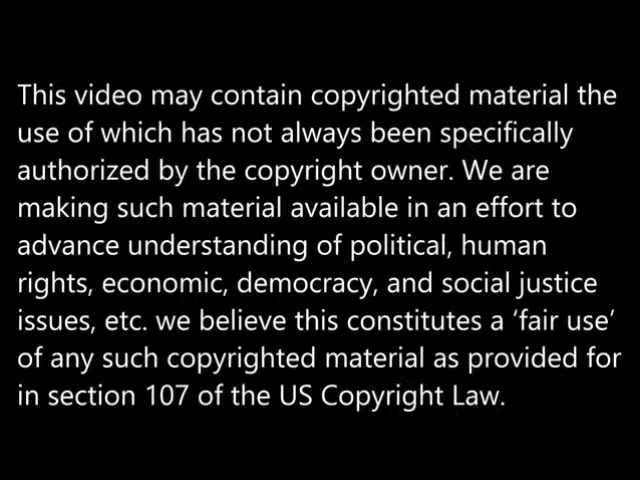 This video may contain copyrighted material the
use of which has not always been specifically
authorized by the copyright owner. We are
making such material available in an effort to
advance understanding of political, human
rights, economic, democracy, and social justice
issues, etc. we believe this constitutes a ‘fair use’
of any such copyrighted material as provided for
in section 107 of the US Copyright Law.